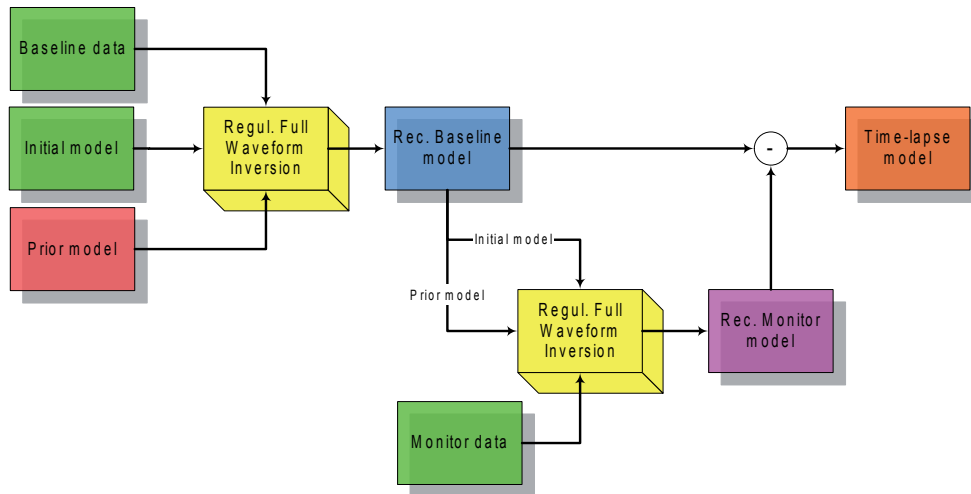 Baseline data
Initial model
Prior model
Regul. Full
Waveform
Inversion
Rec. Baseline
model
-
Time-lapse
model
Initial model
Prior model
Regul. Full
Waveform
Inversion
Rec. Monitor
model
Monitor data